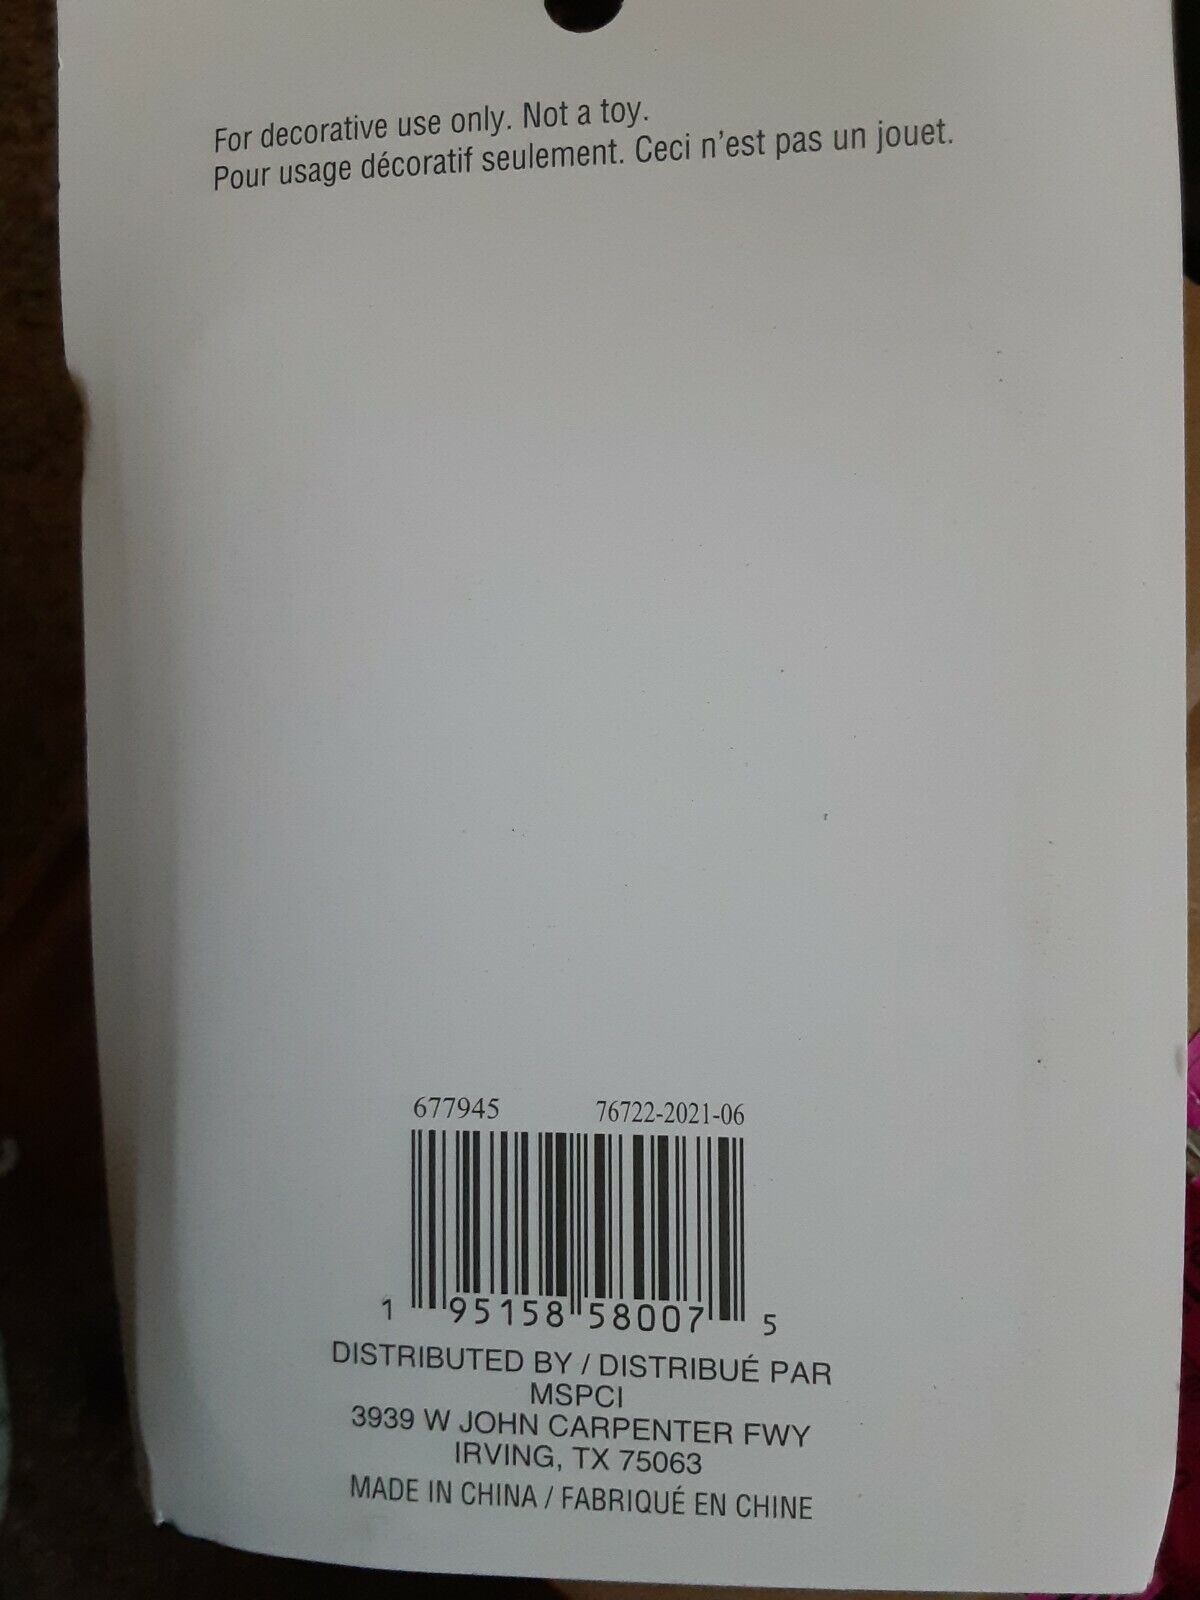 For decorative use only. Not a toy.
Pour usage décoratif seulement. Ceci n'est pas un jouet.
677945 76722-2021-06
1 95158 58007 5
DISTRIBUTED BY / DISTRIBUÉ PAR
MSPCI
3939 W JOHN CARPENTER FWY
IRVING, TX 75063
MADE IN CHINA / FABRIQUÉ EN CHINE